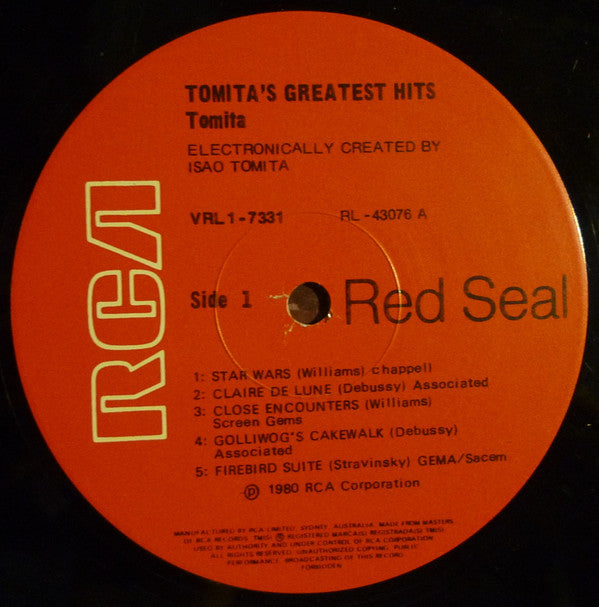 TOMITA'S GREATEST HITS
Tomita
ELECTRONICALLY CREATED BY
ISAO TOMITA
VRL1-7331 RL-43076 A
RCA
Side 1 Red Seal
1: STAR WARS (Williams) chappell
2: CLAIRE DE LUNE (Debussy) Associated
3: CLOSE ENCOUNTERS (Williams)
Screen Gems
4: GOLLIWOG'S CAKEWALK (Debussy)
Associated
5: FIREBIRD SUITE (Stravinsky) GEMA/Sacem
Ⓟ 1980 RCA Corporation
MANUFACTURED BY RCA LIMITED, SYDNEY, AUSTRALIA. MADE FROM MASTERS
OF RCA RECORDS. TM(S) ® REGISTERED MARCA(S) REGISTRADA(S) TM(S)
USED BY AUTHORITY AND UNDER CONTROL OF RCA CORPORATION
ALL RIGHTS RESERVED. UNAUTHORIZED COPYING, PUBLIC
PERFORMANCE, BROADCASTING OF THIS RECORD
FORBIDDEN